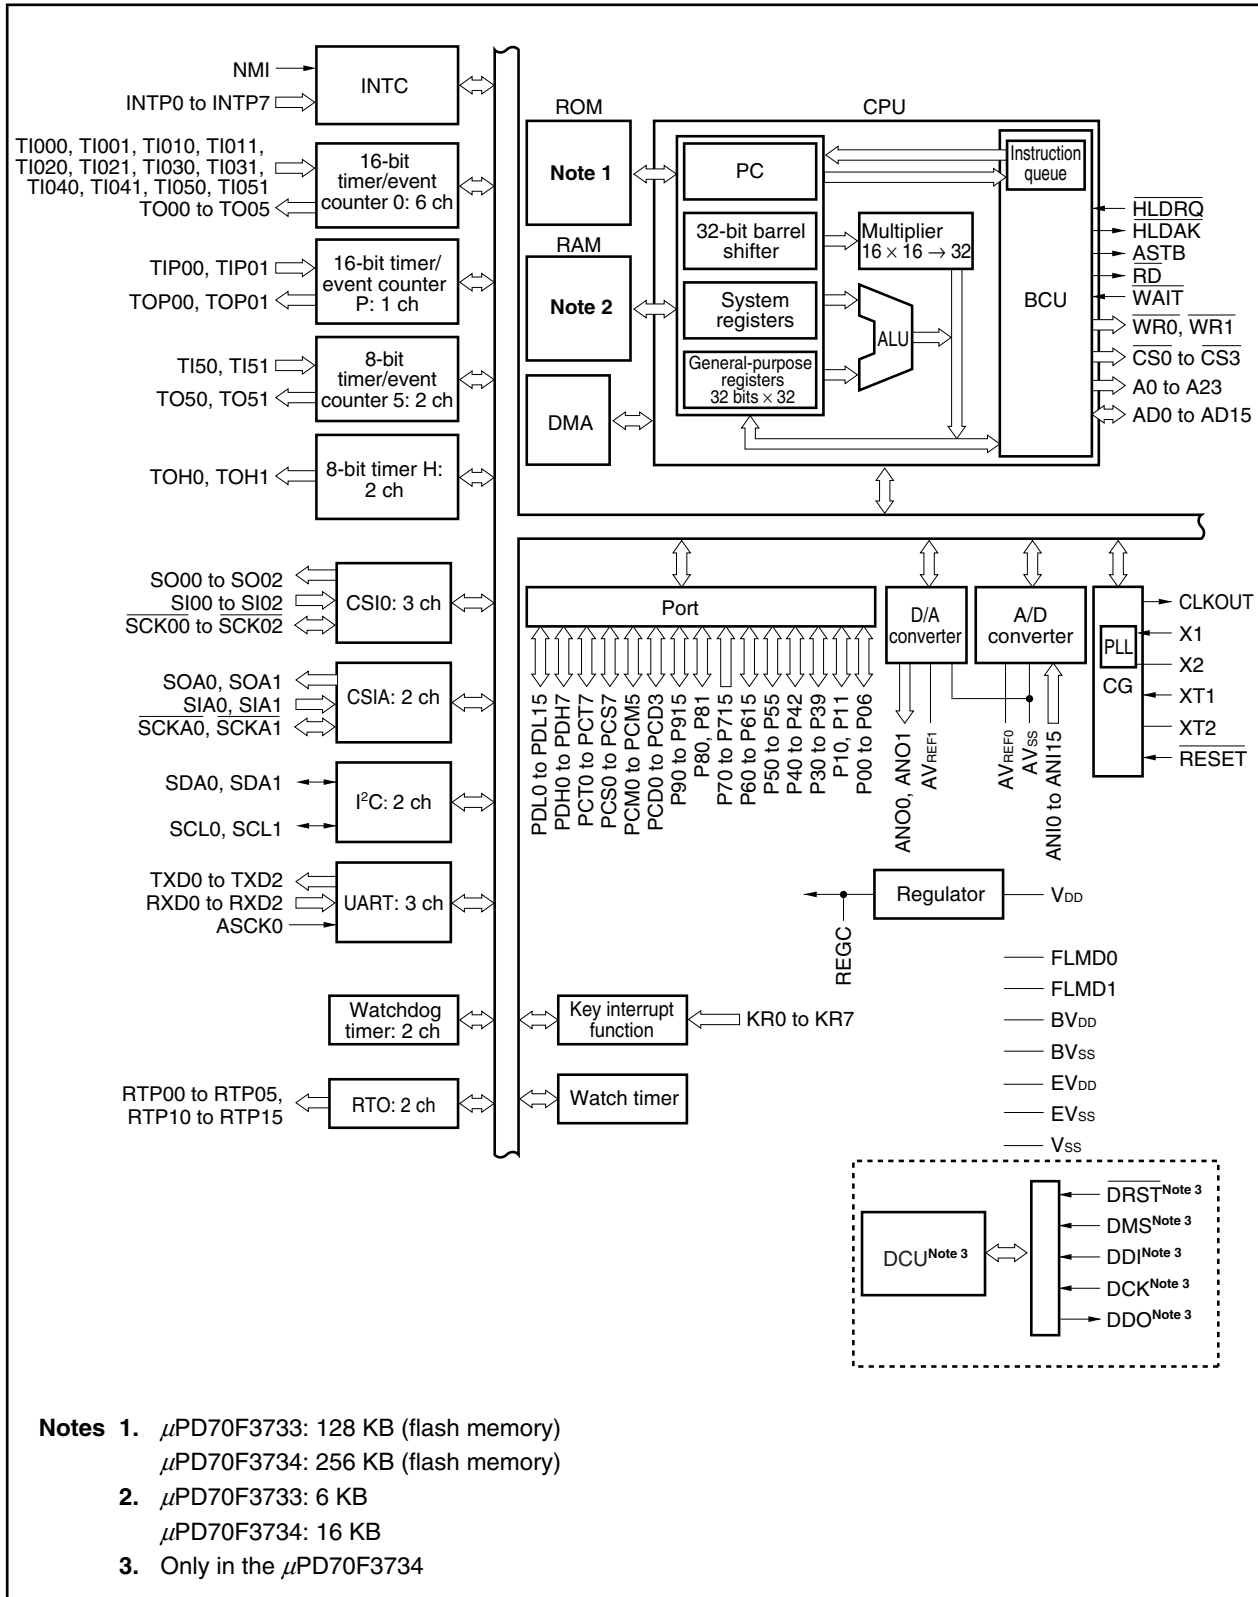 NMI
INTP0 to INTP7
INTC
TI000, TI001, TI010, TI011,
TI020, TI021, TI030, TI031,
TI040, TI041, TI050, TI051
TO00 to TO05
16-bit
timer/event
counter 0: 6 ch
TIP00, TIP01
TOP00, TOP01
16-bit timer/
event counter
P: 1 ch
TI50, TI51
TO50, TO51
8-bit
timer/event
counter 5: 2 ch
TOH0, TOH1
8-bit timer H:
2 ch
SO00 to SO02
SI00 to SI02
SCK00 to SCK02
CSI0: 3 ch
SOA0, SOA1
SIA0, SIA1
SCKA0, SCKA1
CSIA: 2 ch
SDA0, SDA1
SCL0, SCL1
I²C: 2 ch
TXD0 to TXD2
RXD0 to RXD2
ASCK0
UART: 3 ch
Watchdog
timer: 2 ch
RTP00 to RTP05,
RTP10 to RTP15
RTO: 2 ch
ROM
Note 1
RAM
Note 2
DMA
CPU
PC
32-bit barrel
shifter
System
registers
General-purpose
registers
32 bits × 32
Multiplier
16 × 16 → 32
ALU
Instruction
queue
BCU
HLDRQ
HLDAK
ASTB
RD
WAIT
WR0, WR1
CS0 to CS3
A0 to A23
AD0 to AD15
Port
PDL0 to PDL15
PDH0 to PDH7
PCT0 to PCT7
PCS0 to PCS7
PCM0 to PCM5
PCD0 to PCD3
P90 to P915
P80, P81
P70 to P715
P60 to P615
P50 to P55
P40 to P42
P30 to P39
P10, P11
P00 to P06
D/A
converter
ANO0, ANO1
AVREF1
A/D
converter
AVREF0
AVSS
ANI0 to ANI15
PLL
CG
CLKOUT
X1
X2
XT1
XT2
RESET
Regulator
VDD
REGC
FLMD0
FLMD1
BVDD
BVSS
EVDD
EVSS
VSS
Key interrupt
function
KR0 to KR7
Watch timer
DCU Note 3
DRST Note 3
DMS Note 3
DDI Note 3
DCK Note 3
DDO Note 3
Notes 1. μPD70F3733: 128 KB (flash memory)
μPD70F3734: 256 KB (flash memory)
2. μPD70F3733: 6 KB
μPD70F3734: 16 KB
3. Only in the μPD70F3734